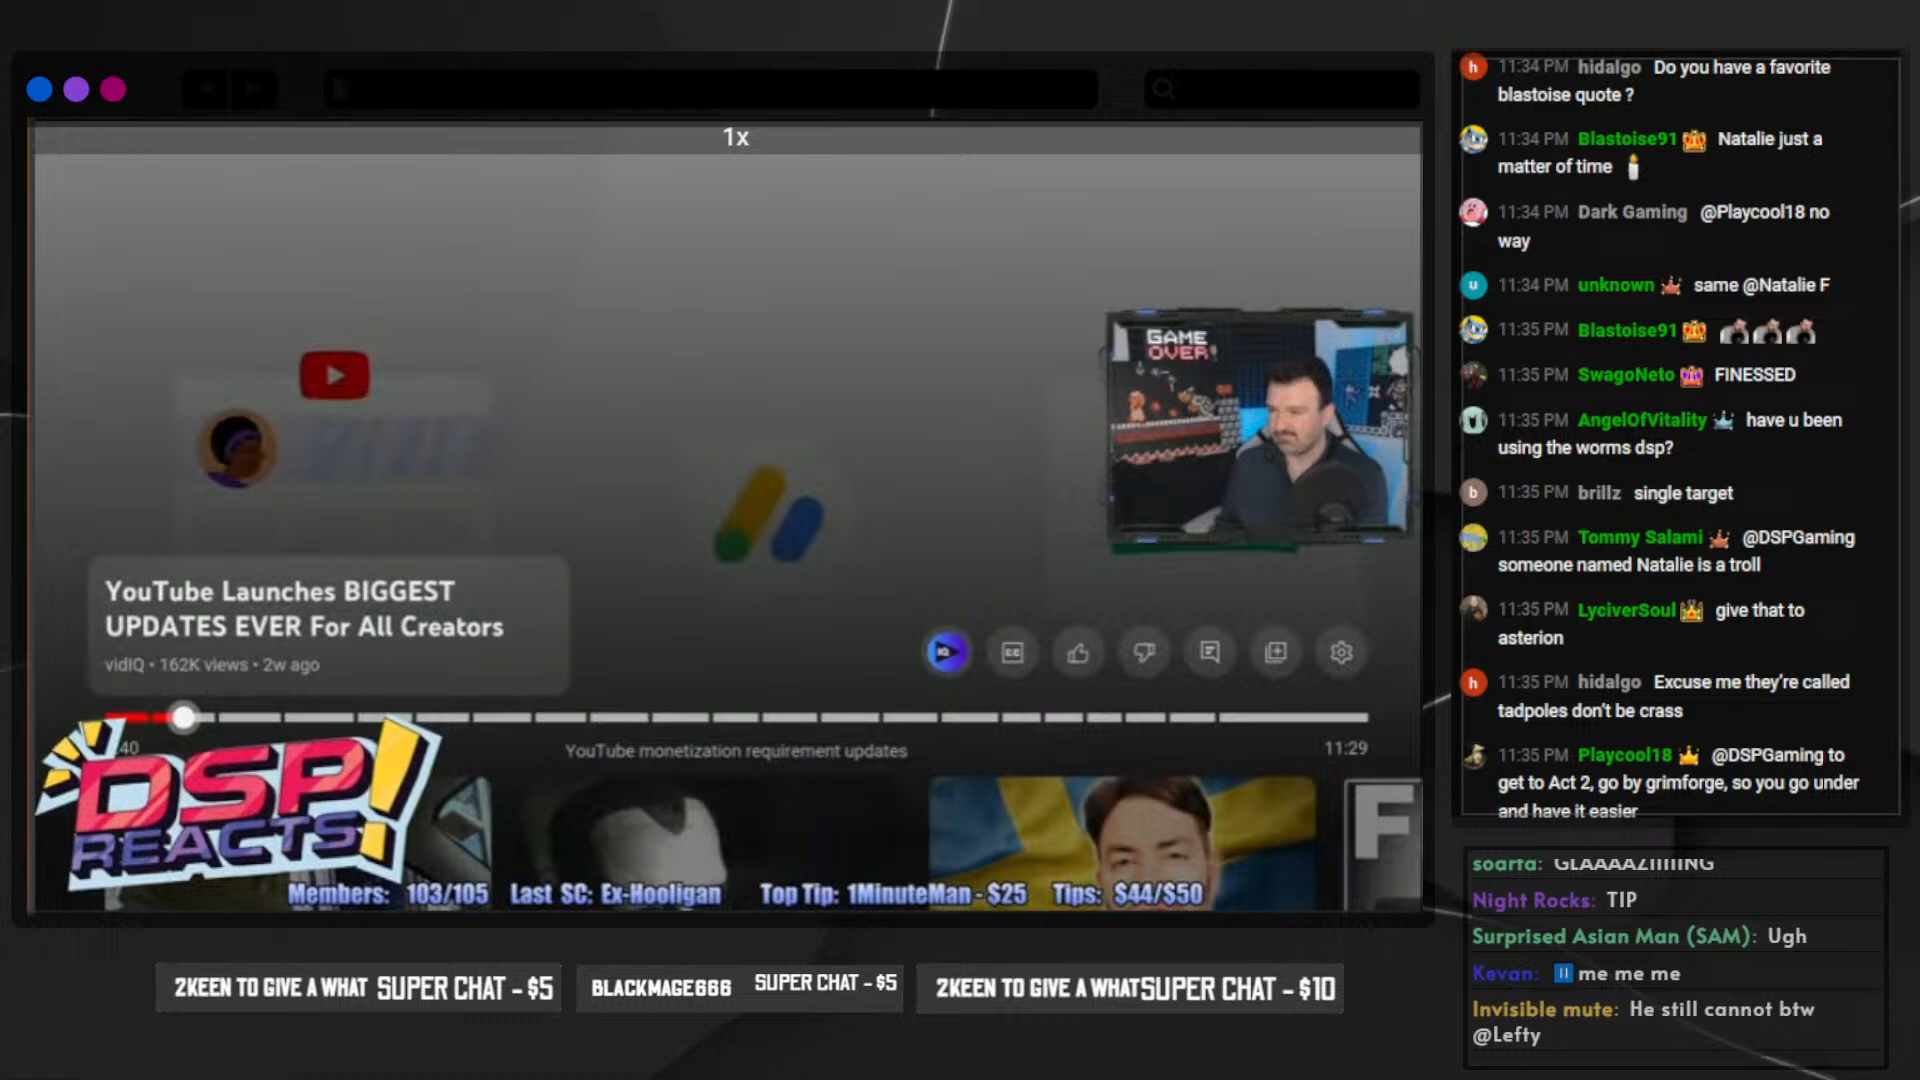 1x
GAME
OVER!
YouTube Launches BIGGEST
UPDATES EVER For All Creators
vidIQ • 162K views • 2w ago
IQ
CC
:40
YouTube monetization requirement updates
11:29
DSP
REACTS!
F
Members: 103/105 Last SC: Ex-Hooligan Top Tip: 1MinuteMan - $25 Tips: $44/$50
2KEEN TO GIVE A WHAT SUPER CHAT - $5
BLACKMAGE666 SUPER CHAT - $5
2KEEN TO GIVE A WHAT SUPER CHAT - $10
h 11:34 PM hidalgo Do you have a favorite
blastoise quote ?
11:34 PM Blastoise91 Natalie just a
matter of time
11:34 PM Dark Gaming @Playcool18 no
way
u 11:34 PM unknown same @Natalie F
11:35 PM Blastoise91
11:35 PM SwagoNeto FINESSED
11:35 PM AngelOfVitality have u been
using the worms dsp?
b 11:35 PM brillz single target
11:35 PM Tommy Salami @DSPGaming
someone named Natalie is a troll
11:35 PM LyciverSoul give that to
asterion
h 11:35 PM hidalgo Excuse me they're called
tadpoles don't be crass
11:35 PM Playcool18 @DSPGaming to
get to Act 2, go by grimforge, so you go under
and have it easier
soarta: GLAAAAZIIIIING
Night Rocks: TIP
Surprised Asian Man (SAM): Ugh
Kevan: me me me
Invisible mute: He still cannot btw
@Lefty